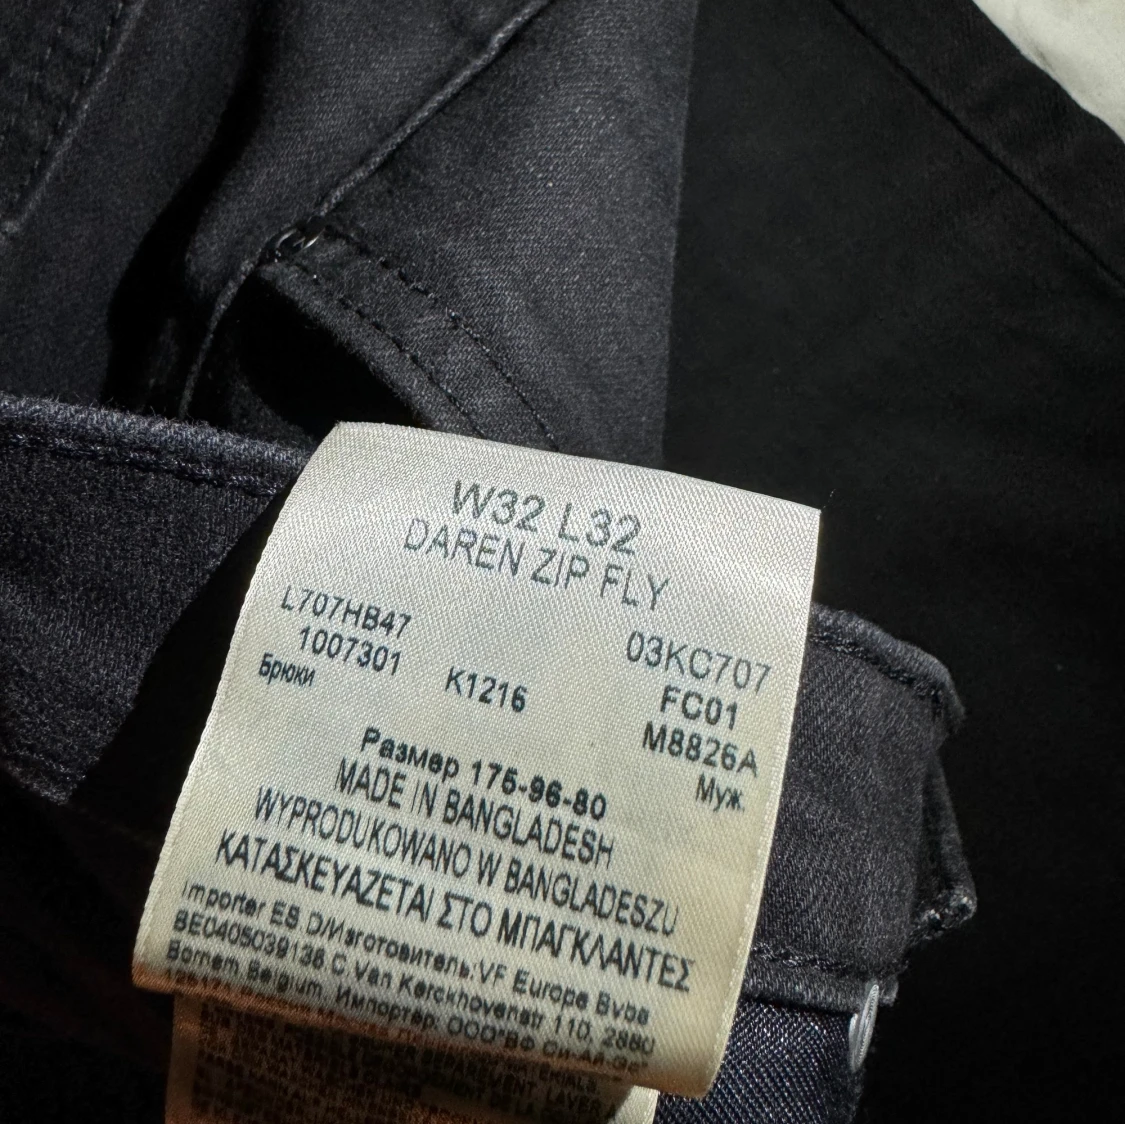 W32 L32
DAREN ZIP FLY
L707HB47
03KC707
1007301 K1216 FC01
Брюки
M8826A
Размер 175-96-80 Муж.
MADE IN BANGLADESH
WYPRODUKOWANO W BANGLADESZU
ΚΑΤΑΣΚΕΥΑΖΕΤΑΙ ΣΤΟ ΜΠΑΓΚΛΑΝΤΕΣ
Importer ES D/Изготовитель:VF Europe Bvba
BE0405039138 C Van Kerckhovenstr 110, 2880
Bornem Belgium, Импортер: ООО"ВФ Си-Ай-Эс"